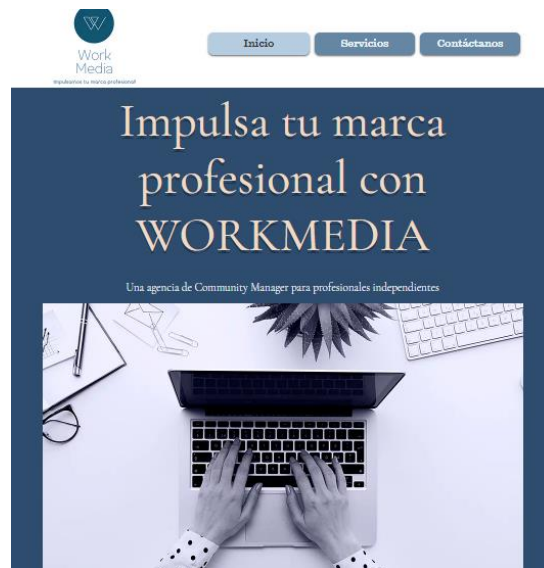 W
Work
Media
Impulsamos tu marca profesional
Inicio
Servicios
Contáctanos
Impulsa tu marca
profesional con
WORKMEDIA
Una agencia de Community Manager para profesionales independientes